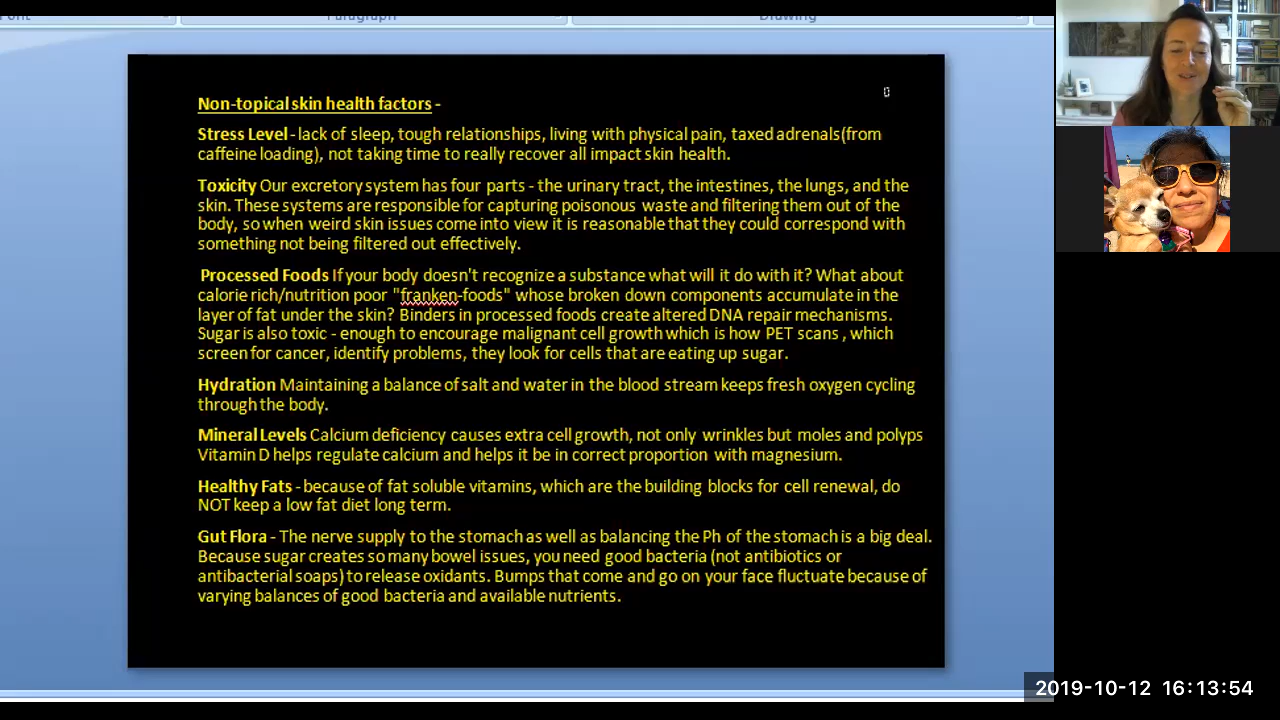 Paragraph
Drawing
Non-topical skin health factors -
Stress Level - lack of sleep, tough relationships, living with physical pain, taxed adrenals(from
caffeine loading), not taking time to really recover all impact skin health.
Toxicity Our excretory system has four parts - the urinary tract, the intestines, the lungs, and the
skin. These systems are responsible for capturing poisonous waste and filtering them out of the
body, so when weird skin issues come into view it is reasonable that they could correspond with
something not being filtered out effectively.
Processed Foods If your body doesn't recognize a substance what will it do with it? What about
calorie rich/nutrition poor "franken-foods" whose broken down components accumulate in the
layer of fat under the skin? Binders in processed foods create altered DNA repair mechanisms.
Sugar is also toxic - enough to encourage malignant cell growth which is how PET scans , which
screen for cancer, identify problems, they look for cells that are eating up sugar.
Hydration Maintaining a balance of salt and water in the blood stream keeps fresh oxygen cycling
through the body.
Mineral Levels Calcium deficiency causes extra cell growth, not only wrinkles but moles and polyps
Vitamin D helps regulate calcium and helps it be in correct proportion with magnesium.
Healthy Fats - because of fat soluble vitamins, which are the building blocks for cell renewal, do
NOT keep a low fat diet long term.
Gut Flora - The nerve supply to the stomach as well as balancing the Ph of the stomach is a big deal.
Because sugar creates so many bowel issues, you need good bacteria (not antibiotics or
antibacterial soaps) to release oxidants. Bumps that come and go on your face fluctuate because of
varying balances of good bacteria and available nutrients.
2019-10-12 16:13:54